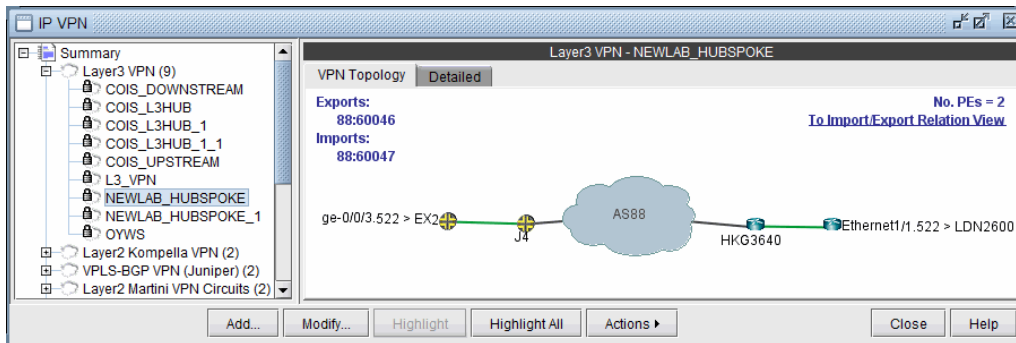 IP VPN
Summary
Layer3 VPN (9)
COIS_DOWNSTREAM
COIS_L3HUB
COIS_L3HUB_1
COIS_L3HUB_1_1
COIS_UPSTREAM
L3_VPN
NEWLAB_HUBSPOKE
NEWLAB_HUBSPOKE_1
OYWS
Layer2 Kompella VPN (2)
VPLS-BGP VPN (Juniper) (2)
Layer2 Martini VPN Circuits (2)
Layer3 VPN - NEWLAB_HUBSPOKE
VPN Topology Detailed
Exports:
88:60046
Imports:
88:60047
No. PEs = 2
To Import/Export Relation View
ge-0/0/3.522 > EX2
J4
AS88
HKG3640
Ethernet1/1.522 > LDN2600
Add... Modify... Highlight Highlight All Actions Close Help